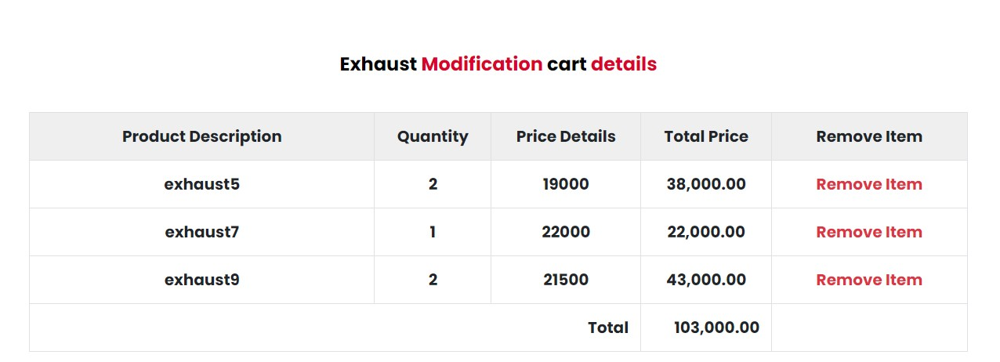 Exhaust Modification cart details
Product Description Quantity Price Details Total Price Remove Item
exhaust5 2 19000 38,000.00 Remove Item
exhaust7 1 22000 22,000.00 Remove Item
exhaust9 2 21500 43,000.00 Remove Item
Total 103,000.00